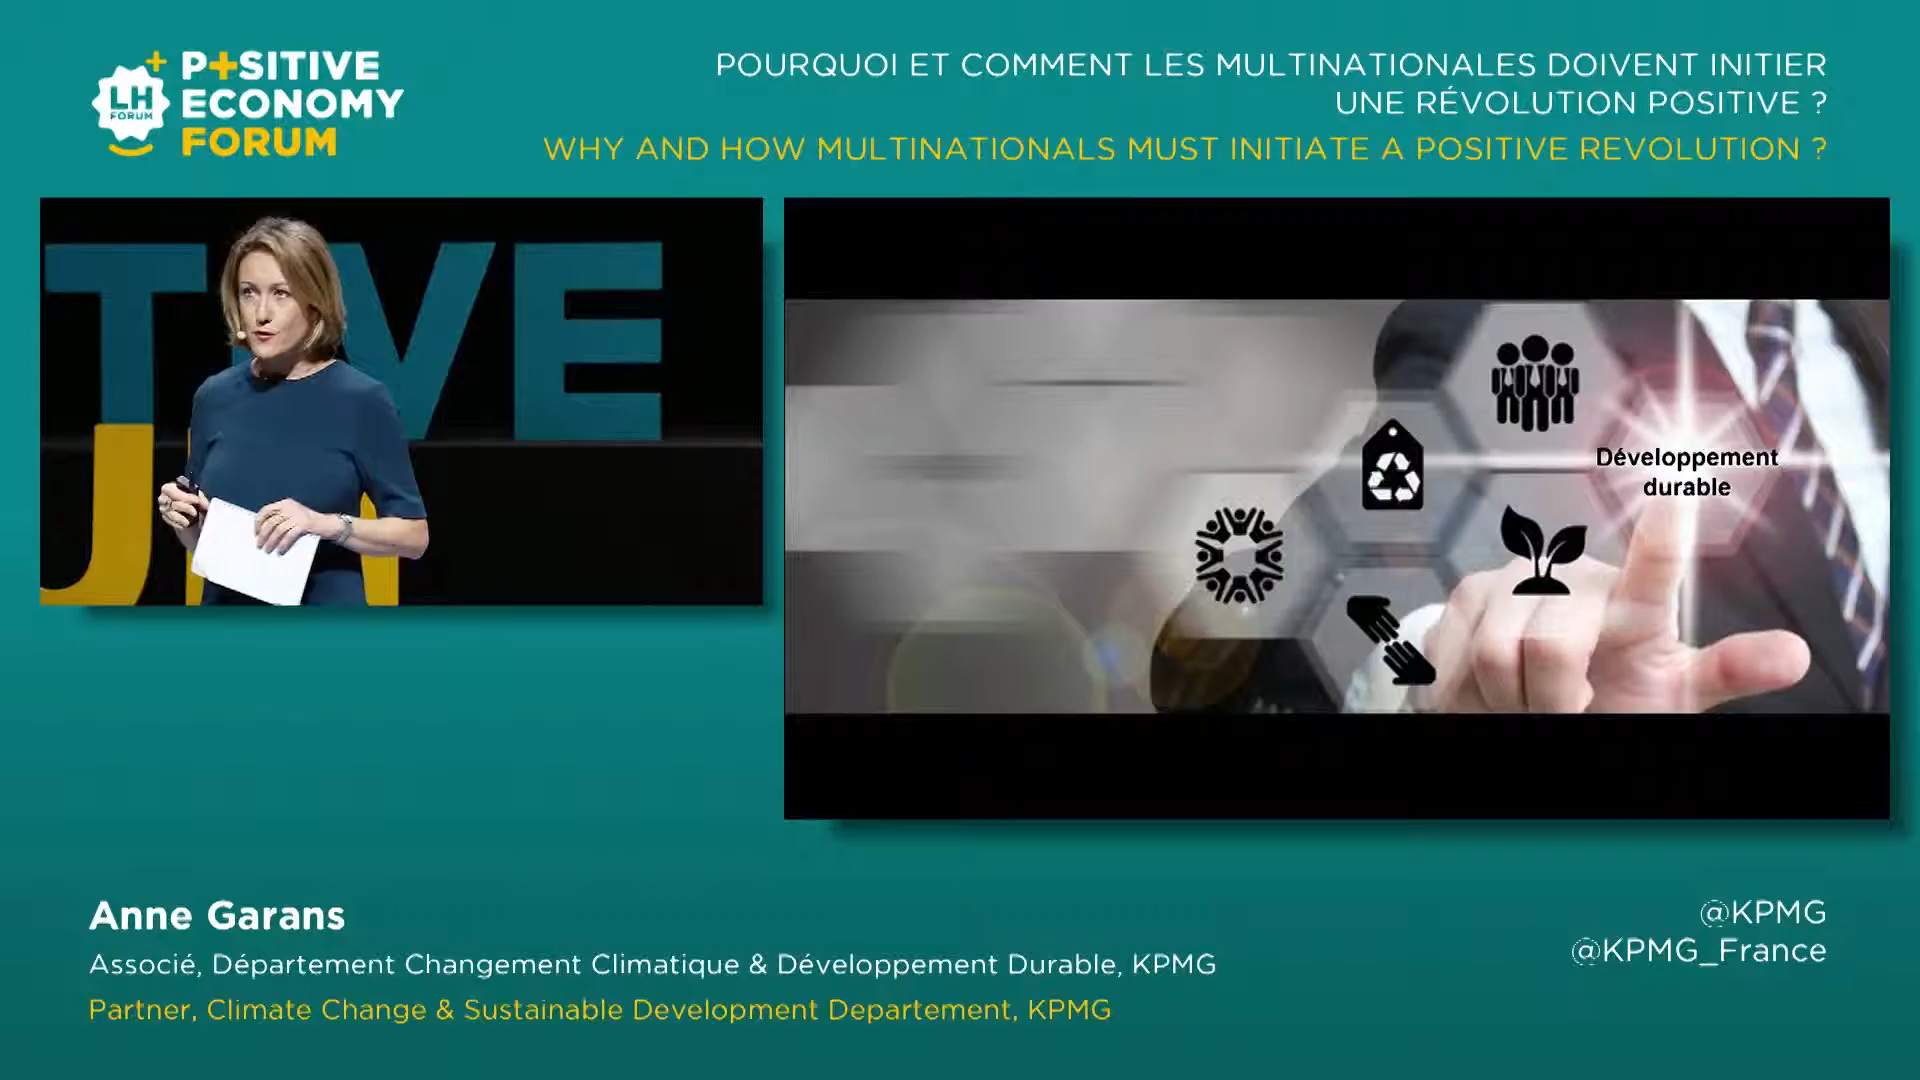 LH
FORUM
P+SITIVE
ECONOMY
FORUM
POURQUOI ET COMMENT LES MULTINATIONALES DOIVENT INITIER
UNE RÉVOLUTION POSITIVE ?
WHY AND HOW MULTINATIONALS MUST INITIATE A POSITIVE REVOLUTION ?
TIVE
UM
Développement
durable
Anne Garans
Associé, Département Changement Climatique & Développement Durable, KPMG
Partner, Climate Change & Sustainable Development Departement, KPMG
@KPMG
@KPMG_France